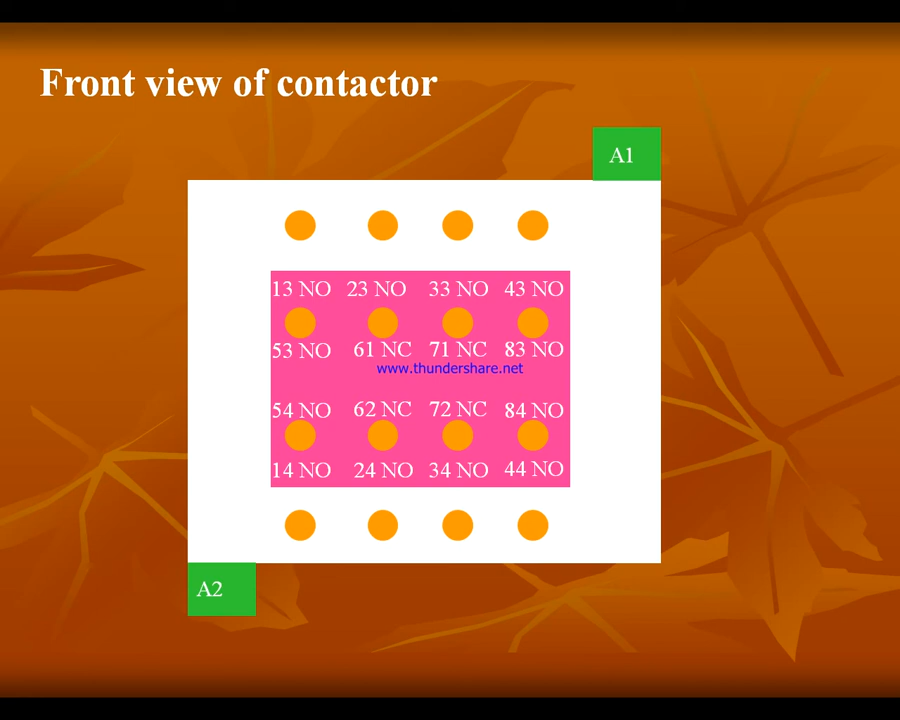 Front view of contactor
A1
13 NO 23 NO 33 NO 43 NO
53 NO 61 NC 71 NC 83 NO
www.thundershare.net
54 NO 62 NC 72 NC 84 NO
14 NO 24 NO 34 NO 44 NO
A2